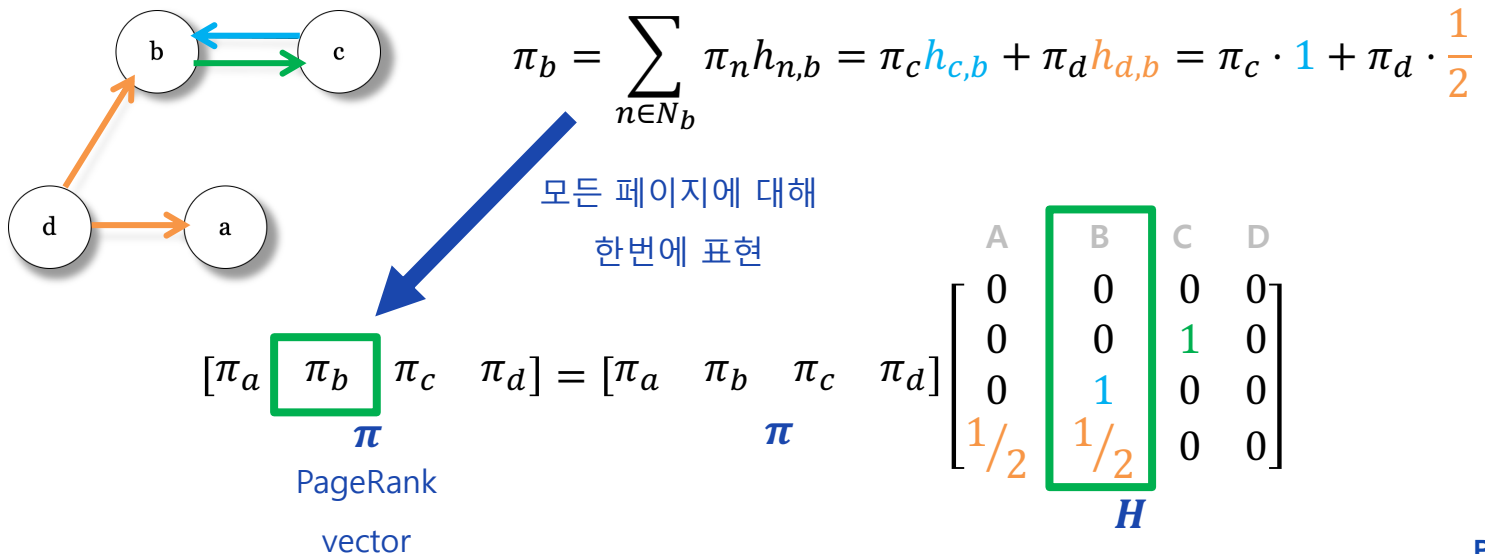 b
c
d
a
π_b = ∑_{n∈N_b} π_n h_{n,b} = π_c h_{c,b} + π_d h_{d,b} = π_c · 1 + π_d · 1/2
모든 페이지에 대해
한번에 표현
A B C D
0 0 0 0
0 0 1 0
0 1 0 0
1/2 1/2 0 0
[π_a π_b π_c π_d] = [π_a π_b π_c π_d]
π
π
H
PageRank
vector